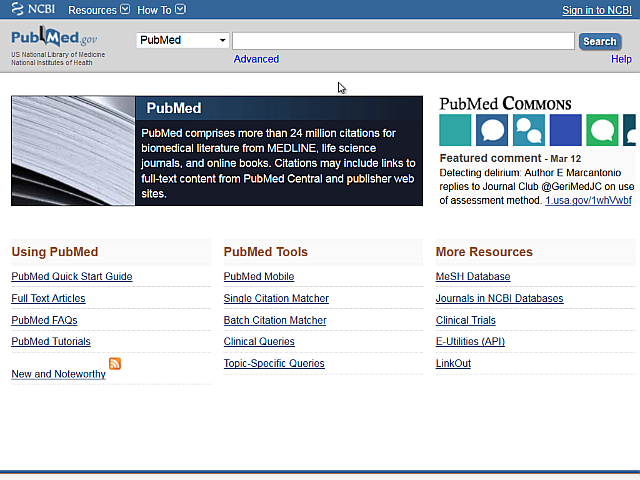 NCBI Resources How To Sign in to NCBI
PubMed.gov
US National Library of Medicine
National Institutes of Health
PubMed
Search
Advanced
Help
PubMed
PubMed comprises more than 24 million citations for
biomedical literature from MEDLINE, life science
journals, and online books. Citations may include links to
full-text content from PubMed Central and publisher web
sites.
PubMed Commons
Featured comment - Mar 12
Detecting delirium: Author E Marcantonio
replies to Journal Club @GeriMedJC on use
of assessment method. 1.usa.gov/1whVwbf
Using PubMed
PubMed Quick Start Guide
Full Text Articles
PubMed FAQs
PubMed Tutorials
New and Noteworthy
PubMed Tools
PubMed Mobile
Single Citation Matcher
Batch Citation Matcher
Clinical Queries
Topic-Specific Queries
More Resources
MeSH Database
Journals in NCBI Databases
Clinical Trials
E-Utilities (API)
LinkOut